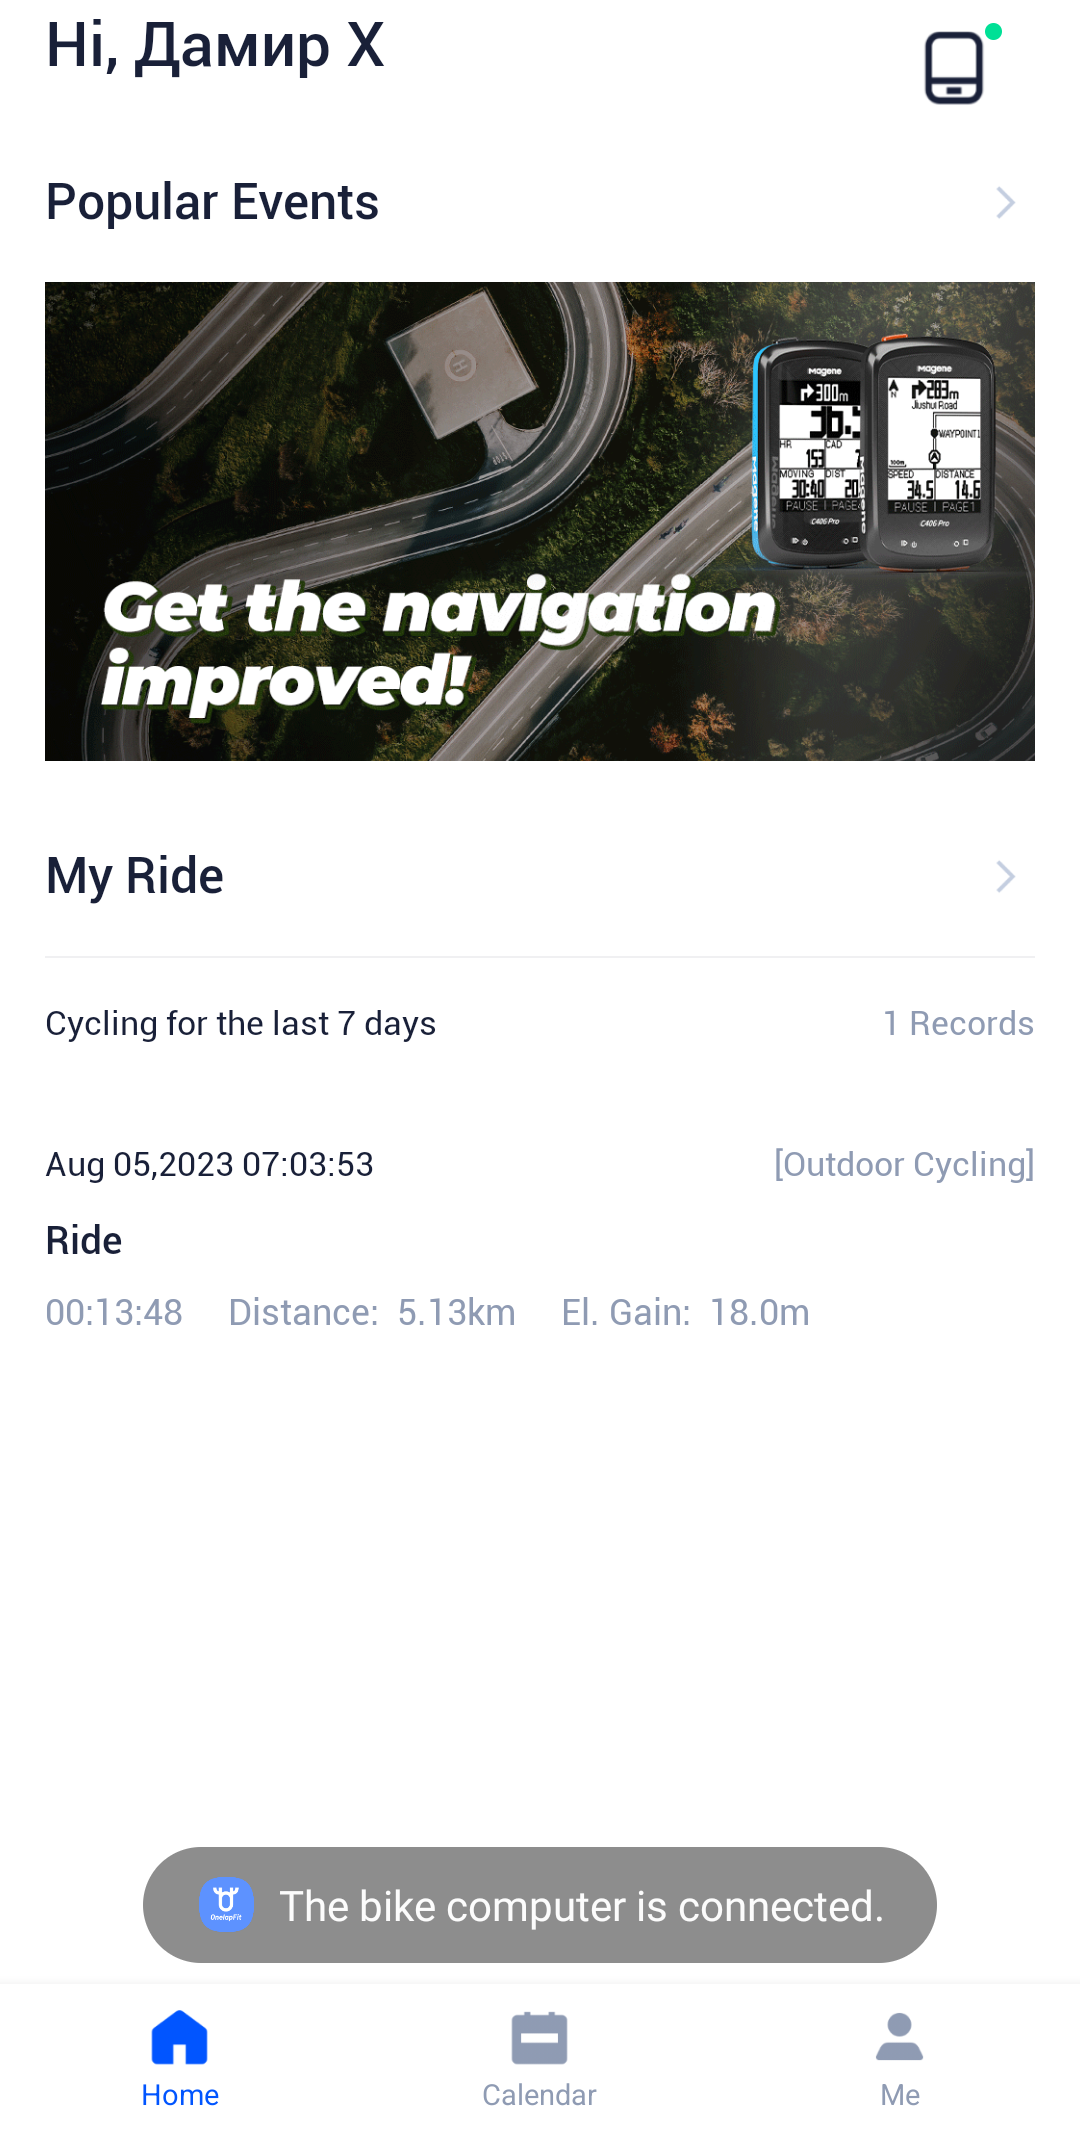 Hi, Дамир X
Popular Events
Magene
Magene
300m
283m
Jiushui Road
N
WAYPOINT1
HR
CAD
153
100m
MOVING
DIST
SPEED
DISTANCE
30:40
20
34.5
14.6
PAUSE | PAGE
PAUSE | PAGE1
C406 Pro
C406 Pro
Get the navigation
improved!
My Ride
Cycling for the last 7 days
1 Records
Aug 05,2023 07:03:53
[Outdoor Cycling]
Ride
00:13:48 Distance: 5.13km El. Gain: 18.0m
OnelapFit
The bike computer is connected.
Home
Calendar
Me